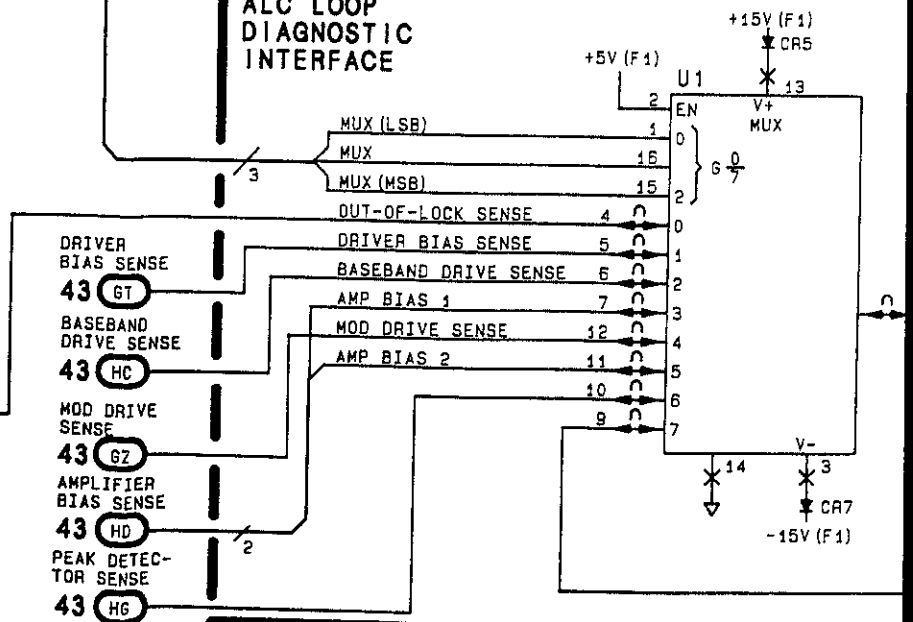 ALC LOOP
DIAGNOSTIC
INTERFACE
+15V (F1)
CR5
+5V (F1)
U1
13
2
EN
V+
MUX
MUX (LSB)
1
0
MUX
16
G 0/7
3
MUX (MSB)
15
2
OUT-OF-LOCK SENSE
4
0
DRIVER
BIAS SENSE
43 GT
DRIVER BIAS SENSE
5
1
BASEBAND DRIVE SENSE
6
2
AMP BIAS 1
7
3
BASEBAND
DRIVE SENSE
43 HC
MOD DRIVE SENSE
12
4
AMP BIAS 2
11
5
10
6
9
7
MOD DRIVE
SENSE
43 GZ
V-
14
3
AMPLIFIER
BIAS SENSE
43 HD
2
CR7
-15V (F1)
PEAK DETEC-
TOR SENSE
43 HG